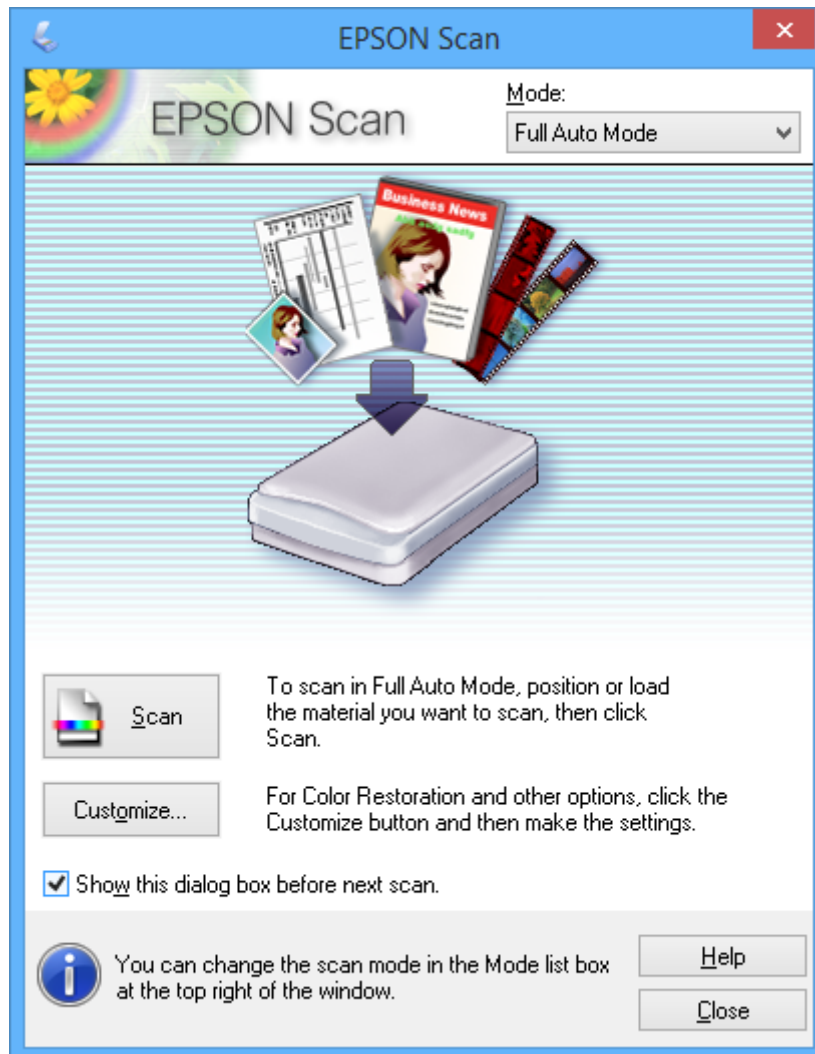 EPSON Scan
EPSON Scan
Mode:
Full Auto Mode
Business News
Scan
To scan in Full Auto Mode, position or load
the material you want to scan, then click
Scan.
Customize...
For Color Restoration and other options, click the
Customize button and then make the settings.
Show this dialog box before next scan.
You can change the scan mode in the Mode list box
at the top right of the window.
Help
Close